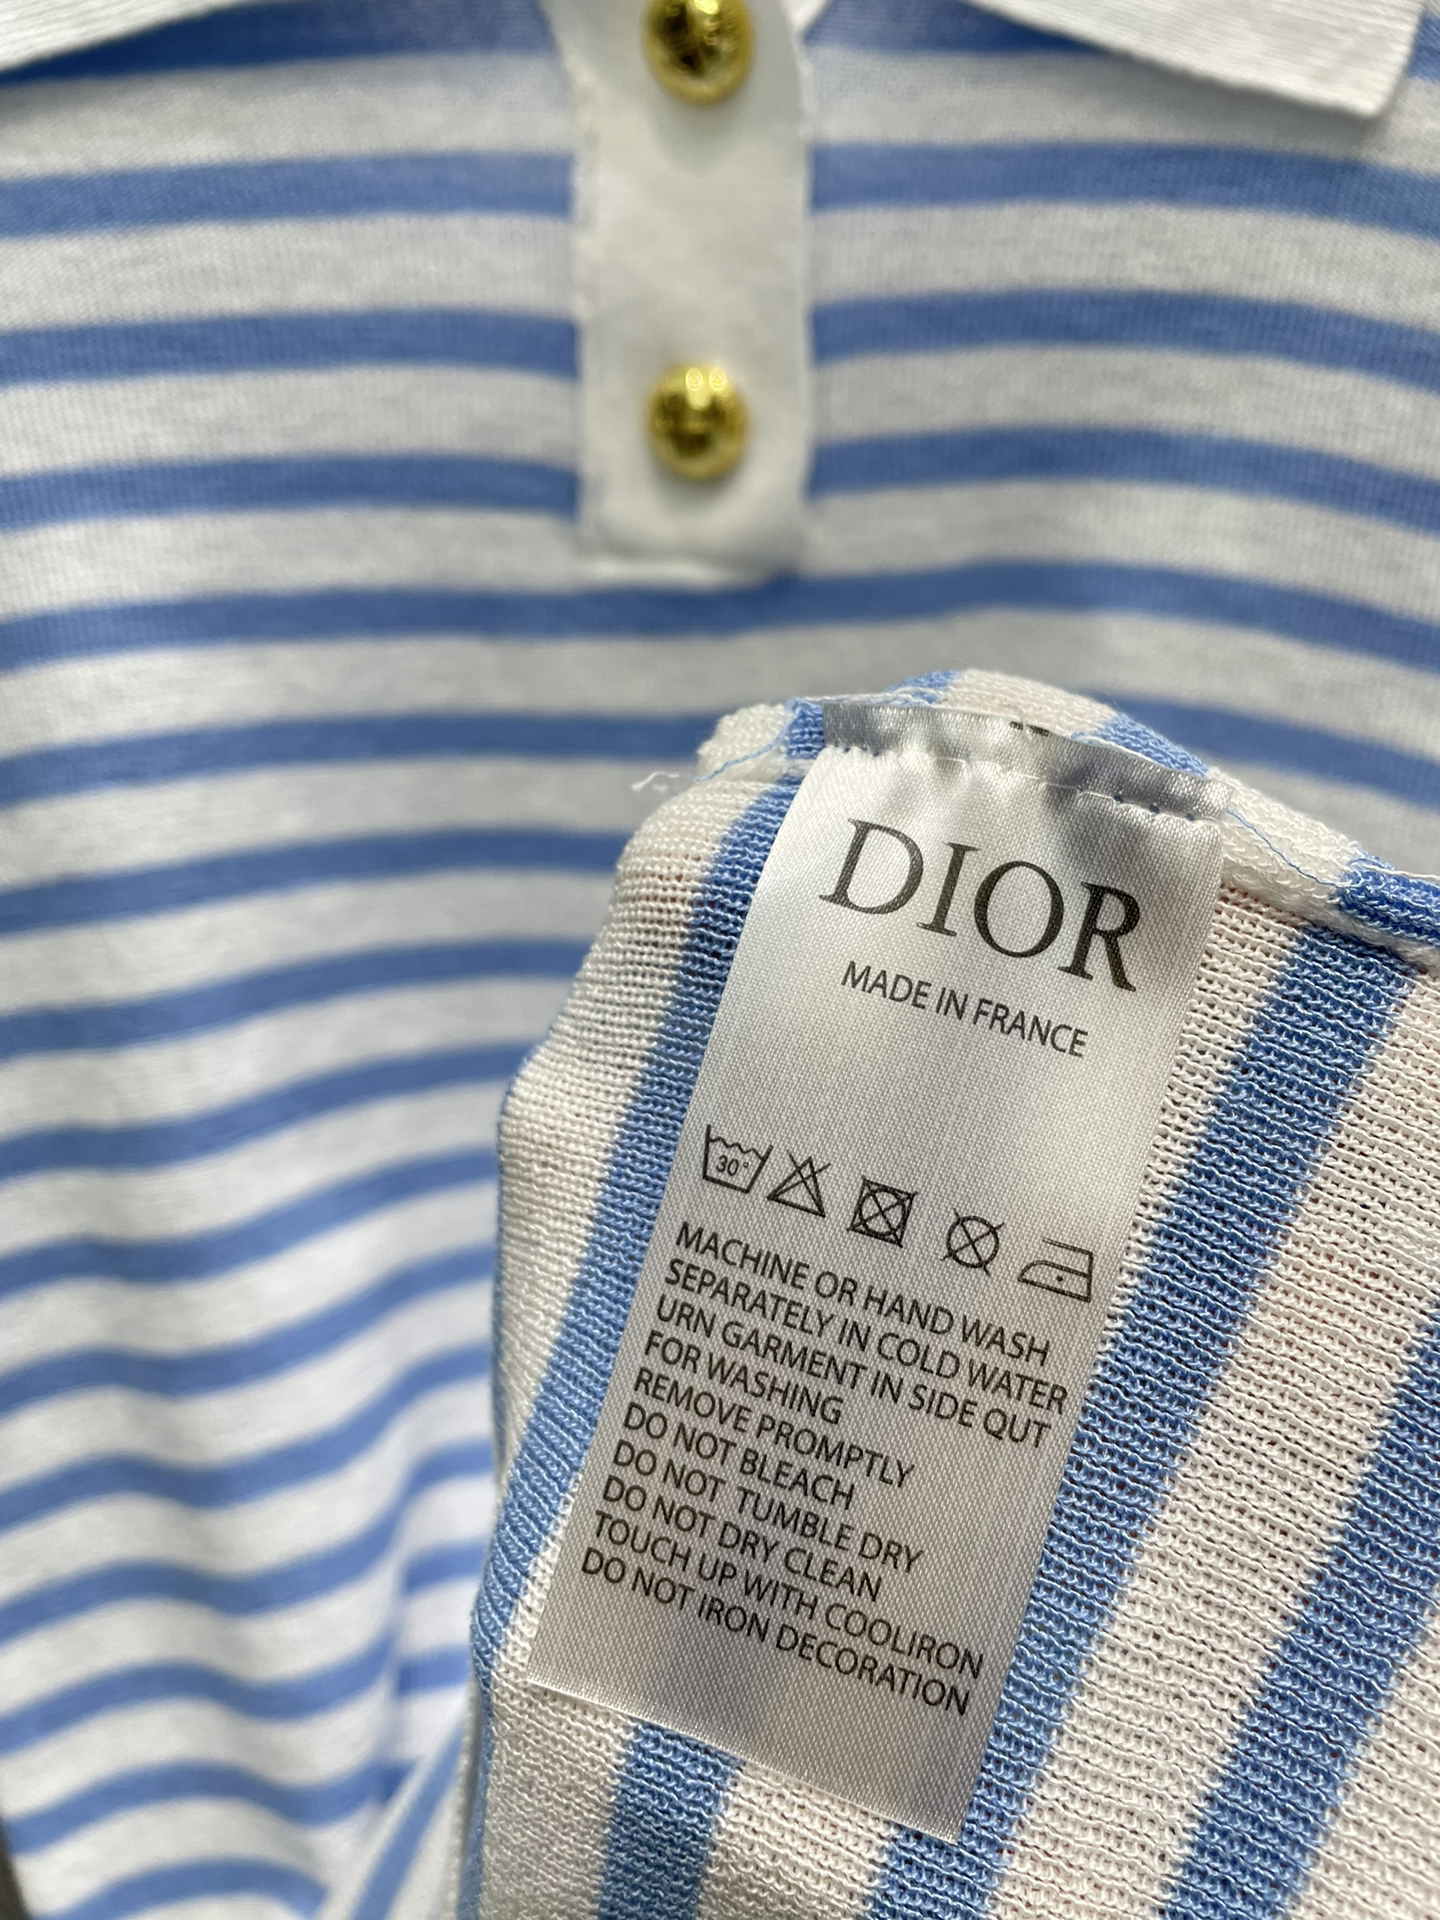 DIOR
MADE IN FRANCE
30°
MACHINE OR HAND WASH
SEPARATELY IN COLD WATER
URN GARMENT IN SIDE QUT
FOR WASHING
REMOVE PROMPTLY
DO NOT BLEACH
DO NOT TUMBLE DRY
DO NOT DRY CLEAN
TOUCH UP WITH COOLIRON
DO NOT IRON DECORATION